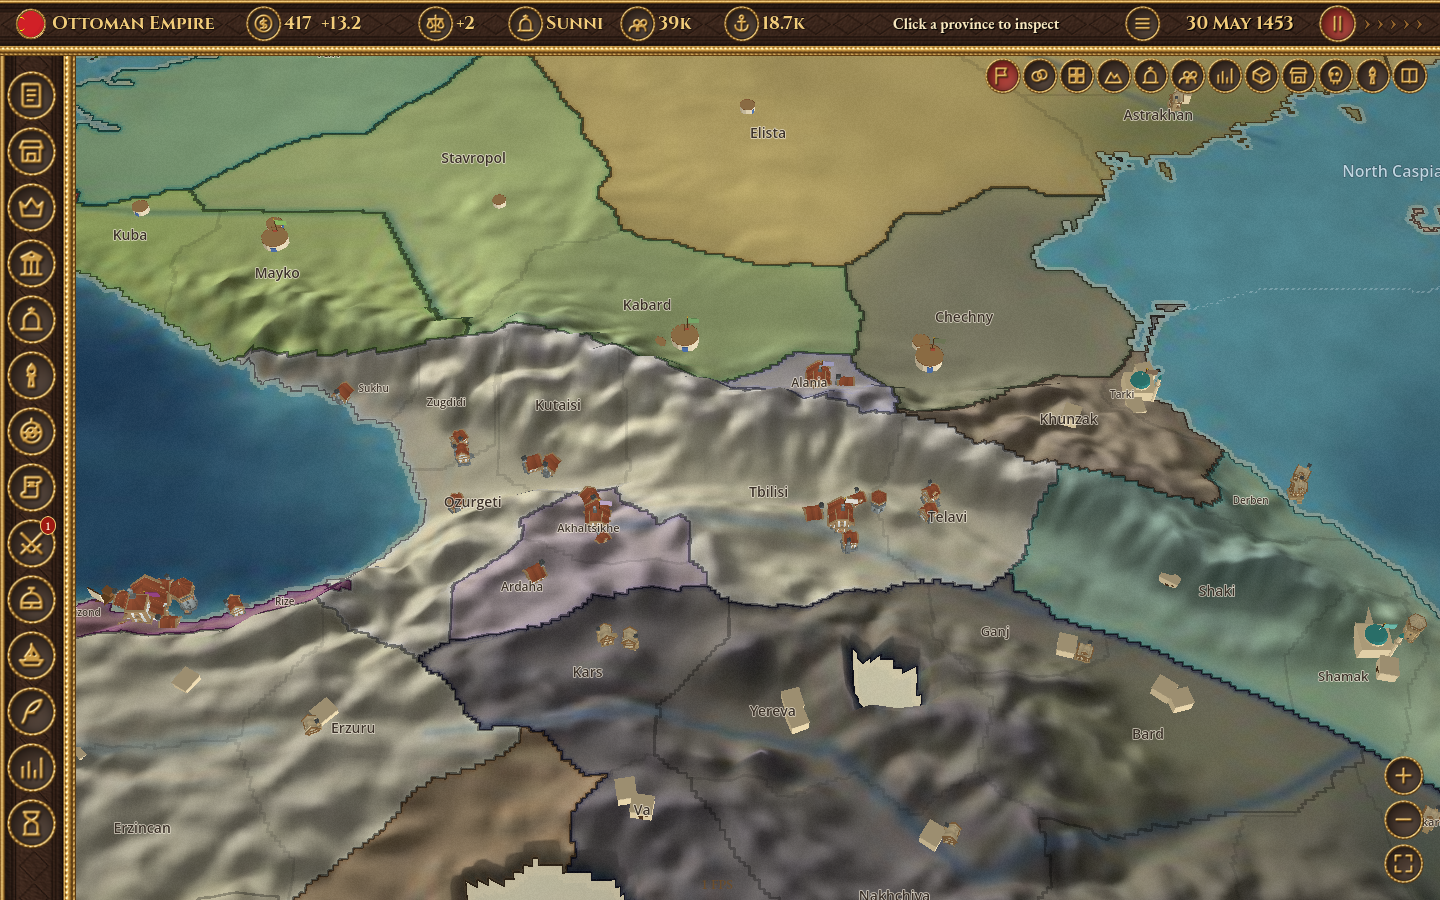 OTTOMAN EMPIRE 417 +13.2 +2 SUNNI 39K 18.7K Click a province to inspect 30 MAY 1453
Astrakhan
Elista
Stavropol
North Caspia
Kuba
Mayko
Kabard
Chechny
Alania
Sukhu
Zugdidi
Kutaisi
Tarki
Khunzak
Tbilisi
Ozurgeti
Derben
Telavi
Akhaltsikhe
1
Ardaha
Shaki
Rize
zond
Ganj
Kars
Shamak
Yereva
Erzuru
Bard
Va
Erzincan
Nakhchiva